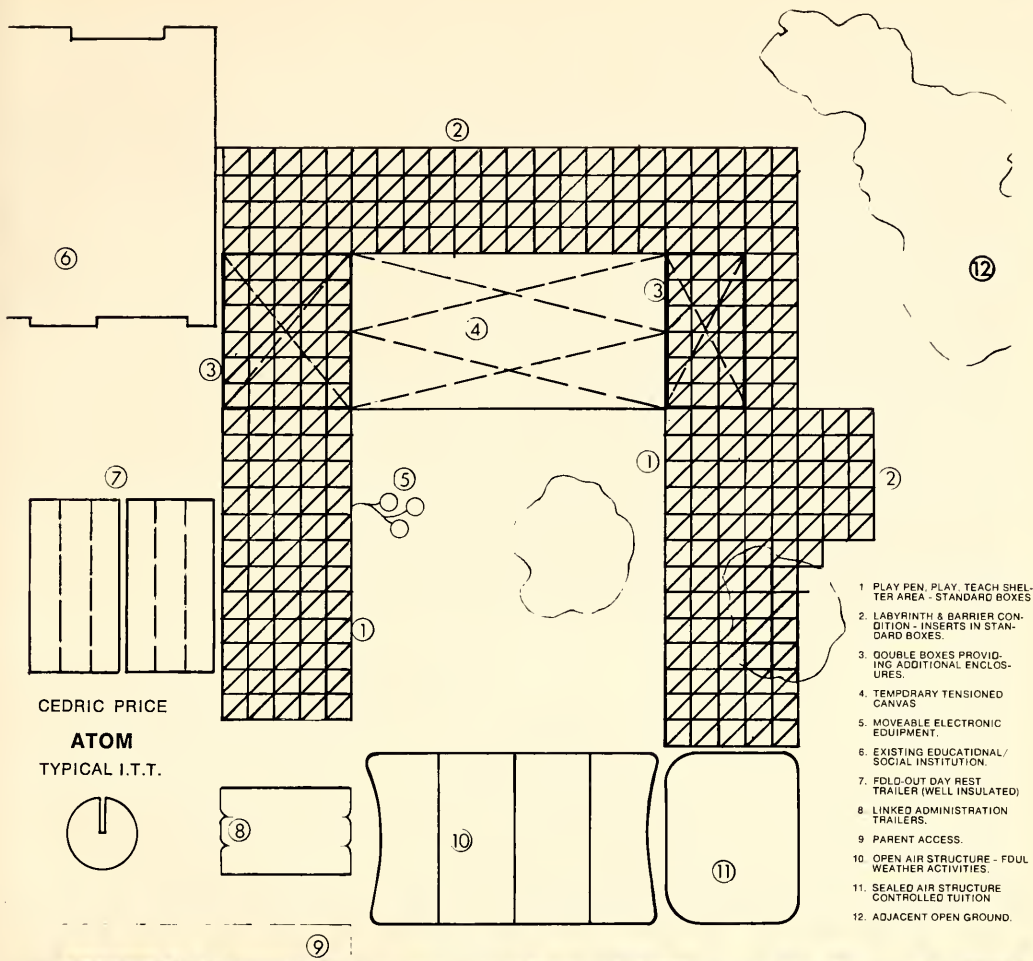 ②
⑥
③
④
⑫
③
①
②
⑦
⑤
①
CEDRIC PRICE
ATOM
TYPICAL I.T.T.
⑧
⑩
⑪
⑨
1 PLAY PEN, PLAY, TEACH SHEL-
TER AREA - STANDARD BOXES
2. LABYRINTH & BARRIER CON-
DITION - INSERTS IN STAN-
DARD BOXES.
3. DOUBLE BOXES PROVID-
ING ADDITIONAL ENCLOS-
URES.
4. TEMPORARY TENSIONED
CANVAS
5. MOVEABLE ELECTRONIC
EQUIPMENT.
6. EXISTING EDUCATIONAL/
SOCIAL INSTITUTION.
7. FOLD-OUT DAY REST
TRAILER (WELL INSULATED)
8 LINKED ADMINISTRATION
TRAILERS.
9 PARENT ACCESS.
10. OPEN AIR STRUCTURE - FOUL
WEATHER ACTIVITIES.
11. SEALED AIR STRUCTURE
CONTROLLED TUITION
12. ADJACENT OPEN GROUND.